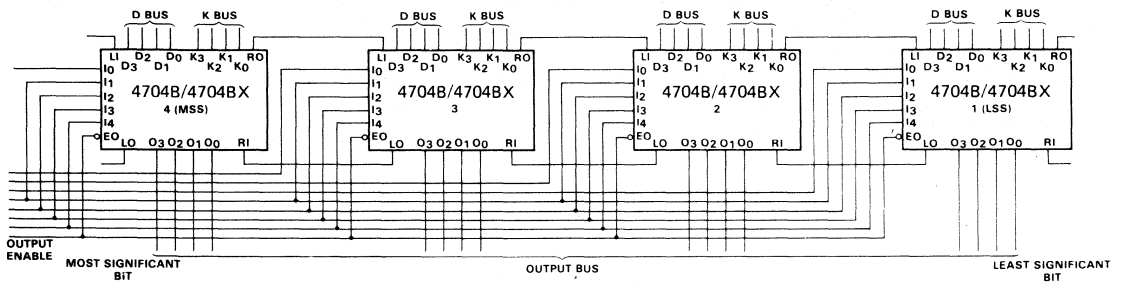 D BUS K BUS D BUS K BUS D BUS K BUS D BUS K BUS
LI D3 D2 D1 D0 K3 K2 K1 K0 RO
I0
I1
I2
I3
I4
EO
4704B/4704BX
4 (MSS)
LO O3 O2 O1 O0 RI
LI D3 D2 D1 D0 K3 K2 K1 K0 RO
I0
I1
I2
I3
I4
EO
4704B/4704BX
3
LO O3 O2 O1 O0 RI
LI D3 D2 D1 D0 K3 K2 K1 K0 RO
I0
I1
I2
I3
I4
EO
4704B/4704BX
2
LO O3 O2 O1 O0 RI
LI D3 D2 D1 D0 K3 K2 K1 K0 RO
I0
I1
I2
I3
I4
EO
4704B/4704BX
1 (LSS)
LO O3 O2 O1 O0 RI
OUTPUT
ENABLE
MOST SIGNIFICANT
BIT
OUTPUT BUS
LEAST SIGNIFICANT
BIT